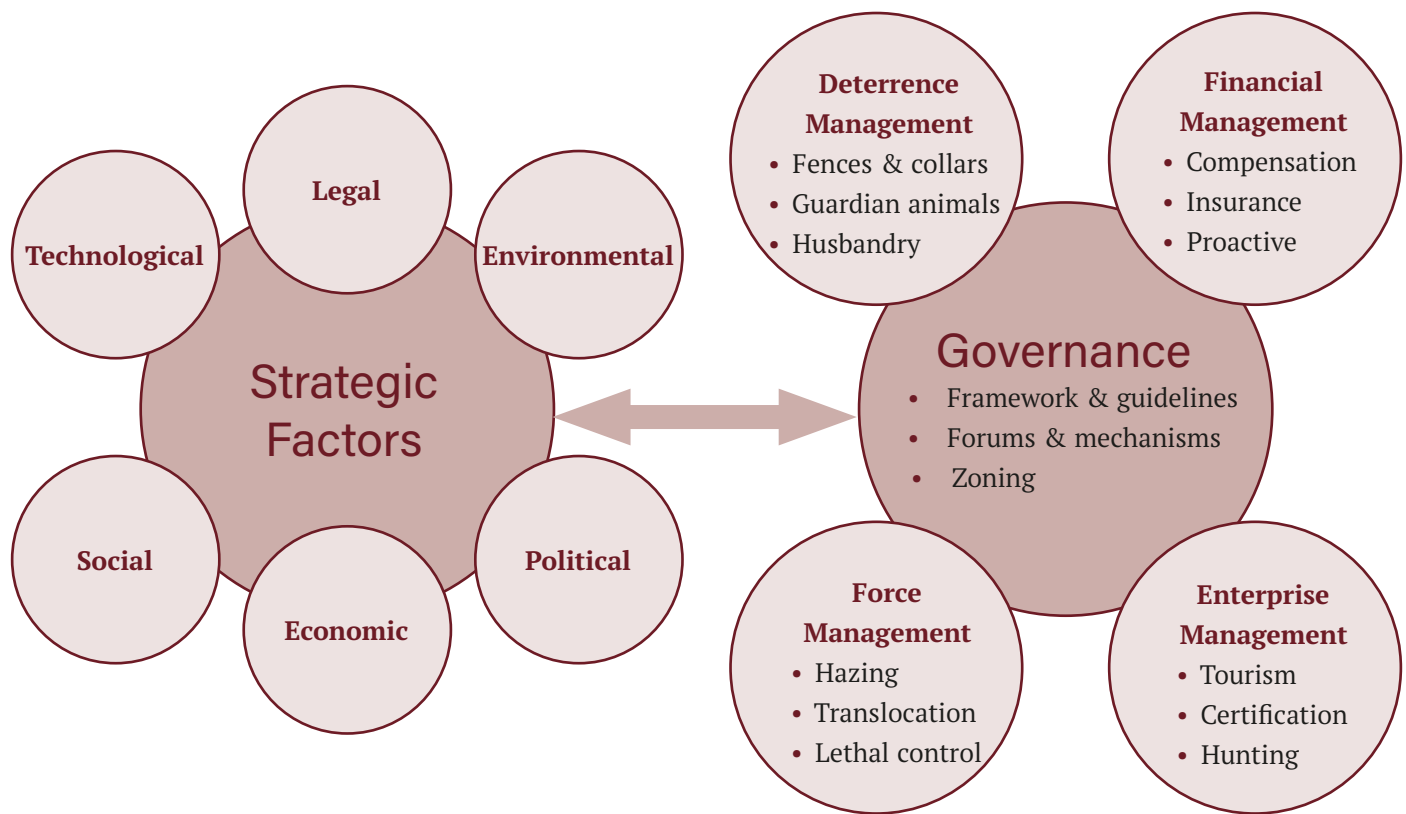 Legal
Technological
Environmental
Strategic
Factors
Social
Economic
Political
Deterrence
Management
• Fences & collars
• Guardian animals
• Husbandry
Financial
Management
• Compensation
• Insurance
• Proactive
Governance
• Framework & guidelines
• Forums & mechanisms
• Zoning
Force
Management
• Hazing
• Translocation
• Lethal control
Enterprise
Management
• Tourism
• Certification
• Hunting